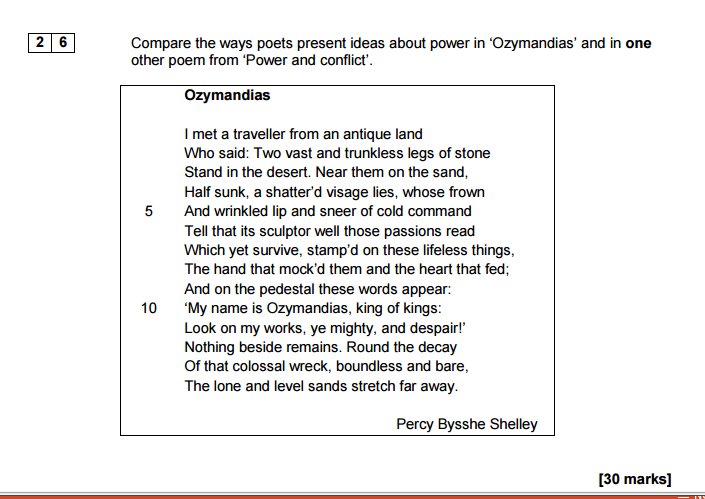 2 6
Compare the ways poets present ideas about power in ‘Ozymandias’ and in one
other poem from ‘Power and conflict’.
Ozymandias
I met a traveller from an antique land
Who said: Two vast and trunkless legs of stone
Stand in the desert. Near them on the sand,
Half sunk, a shatter’d visage lies, whose frown
5 And wrinkled lip and sneer of cold command
Tell that its sculptor well those passions read
Which yet survive, stamp’d on these lifeless things,
The hand that mock’d them and the heart that fed;
And on the pedestal these words appear:
10 ‘My name is Ozymandias, king of kings:
Look on my works, ye mighty, and despair!’
Nothing beside remains. Round the decay
Of that colossal wreck, boundless and bare,
The lone and level sands stretch far away.
Percy Bysshe Shelley
[30 marks]